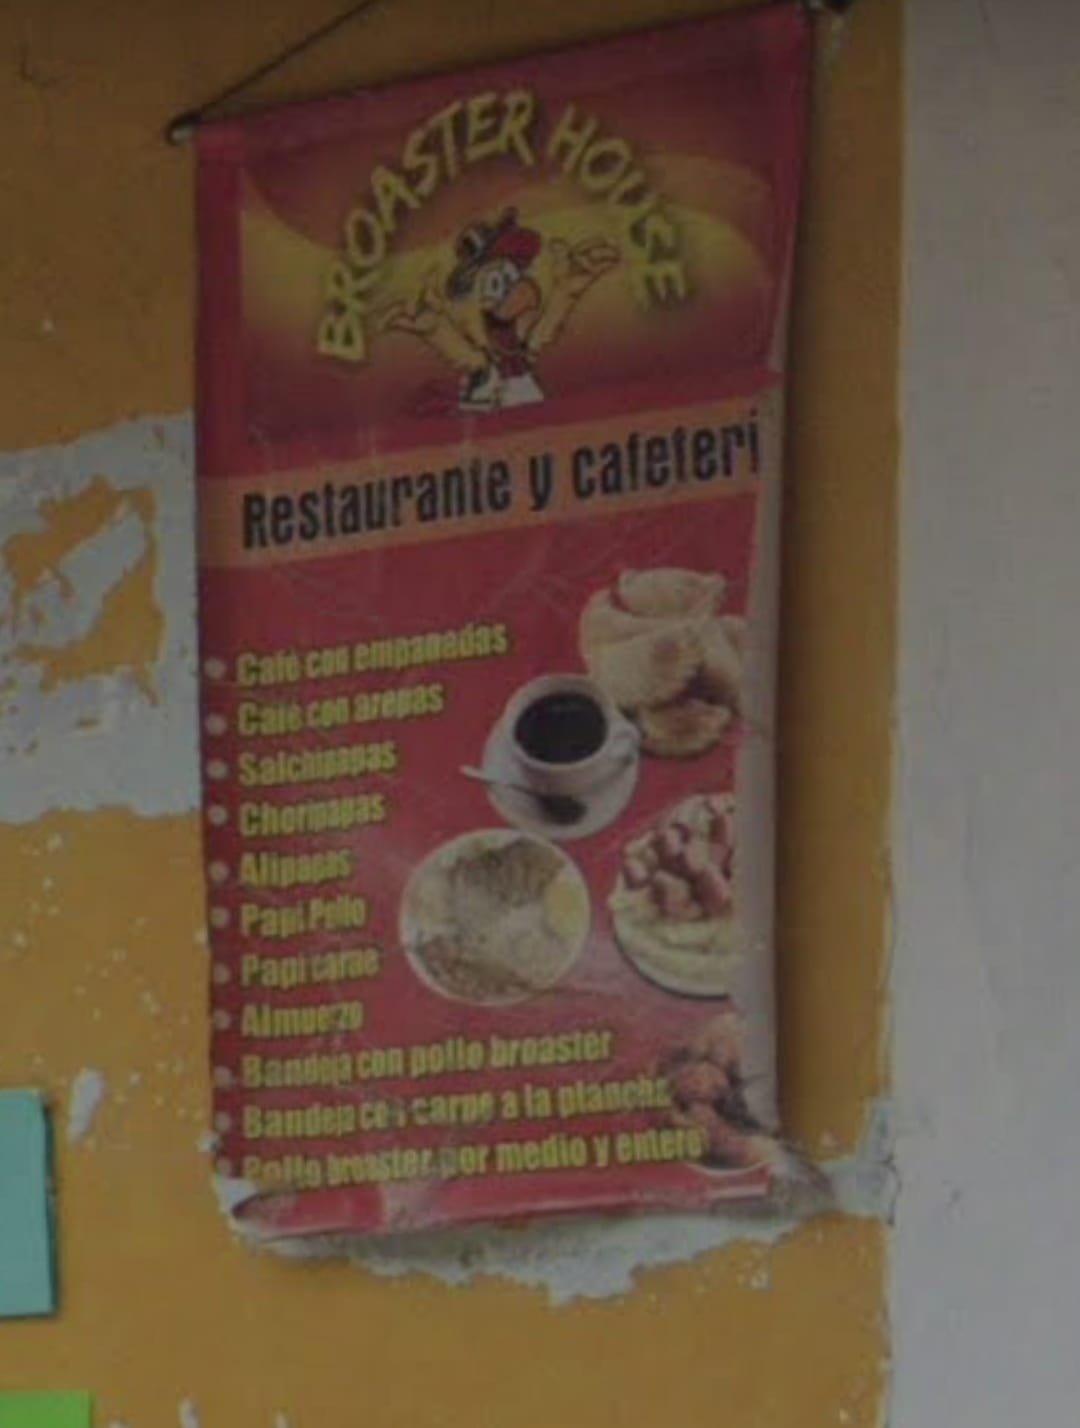 BROASTER HOUSE
Restaurante y cafeteri
Café con empanadas
Café con arepas
Salchipapas
Choripapas
Alipapas
Papi Pollo
Papi carne
Almuerzo
Bandeja con pollo broaster
Bandeja con carne a la plancha
Pollo broaster por medio y entero